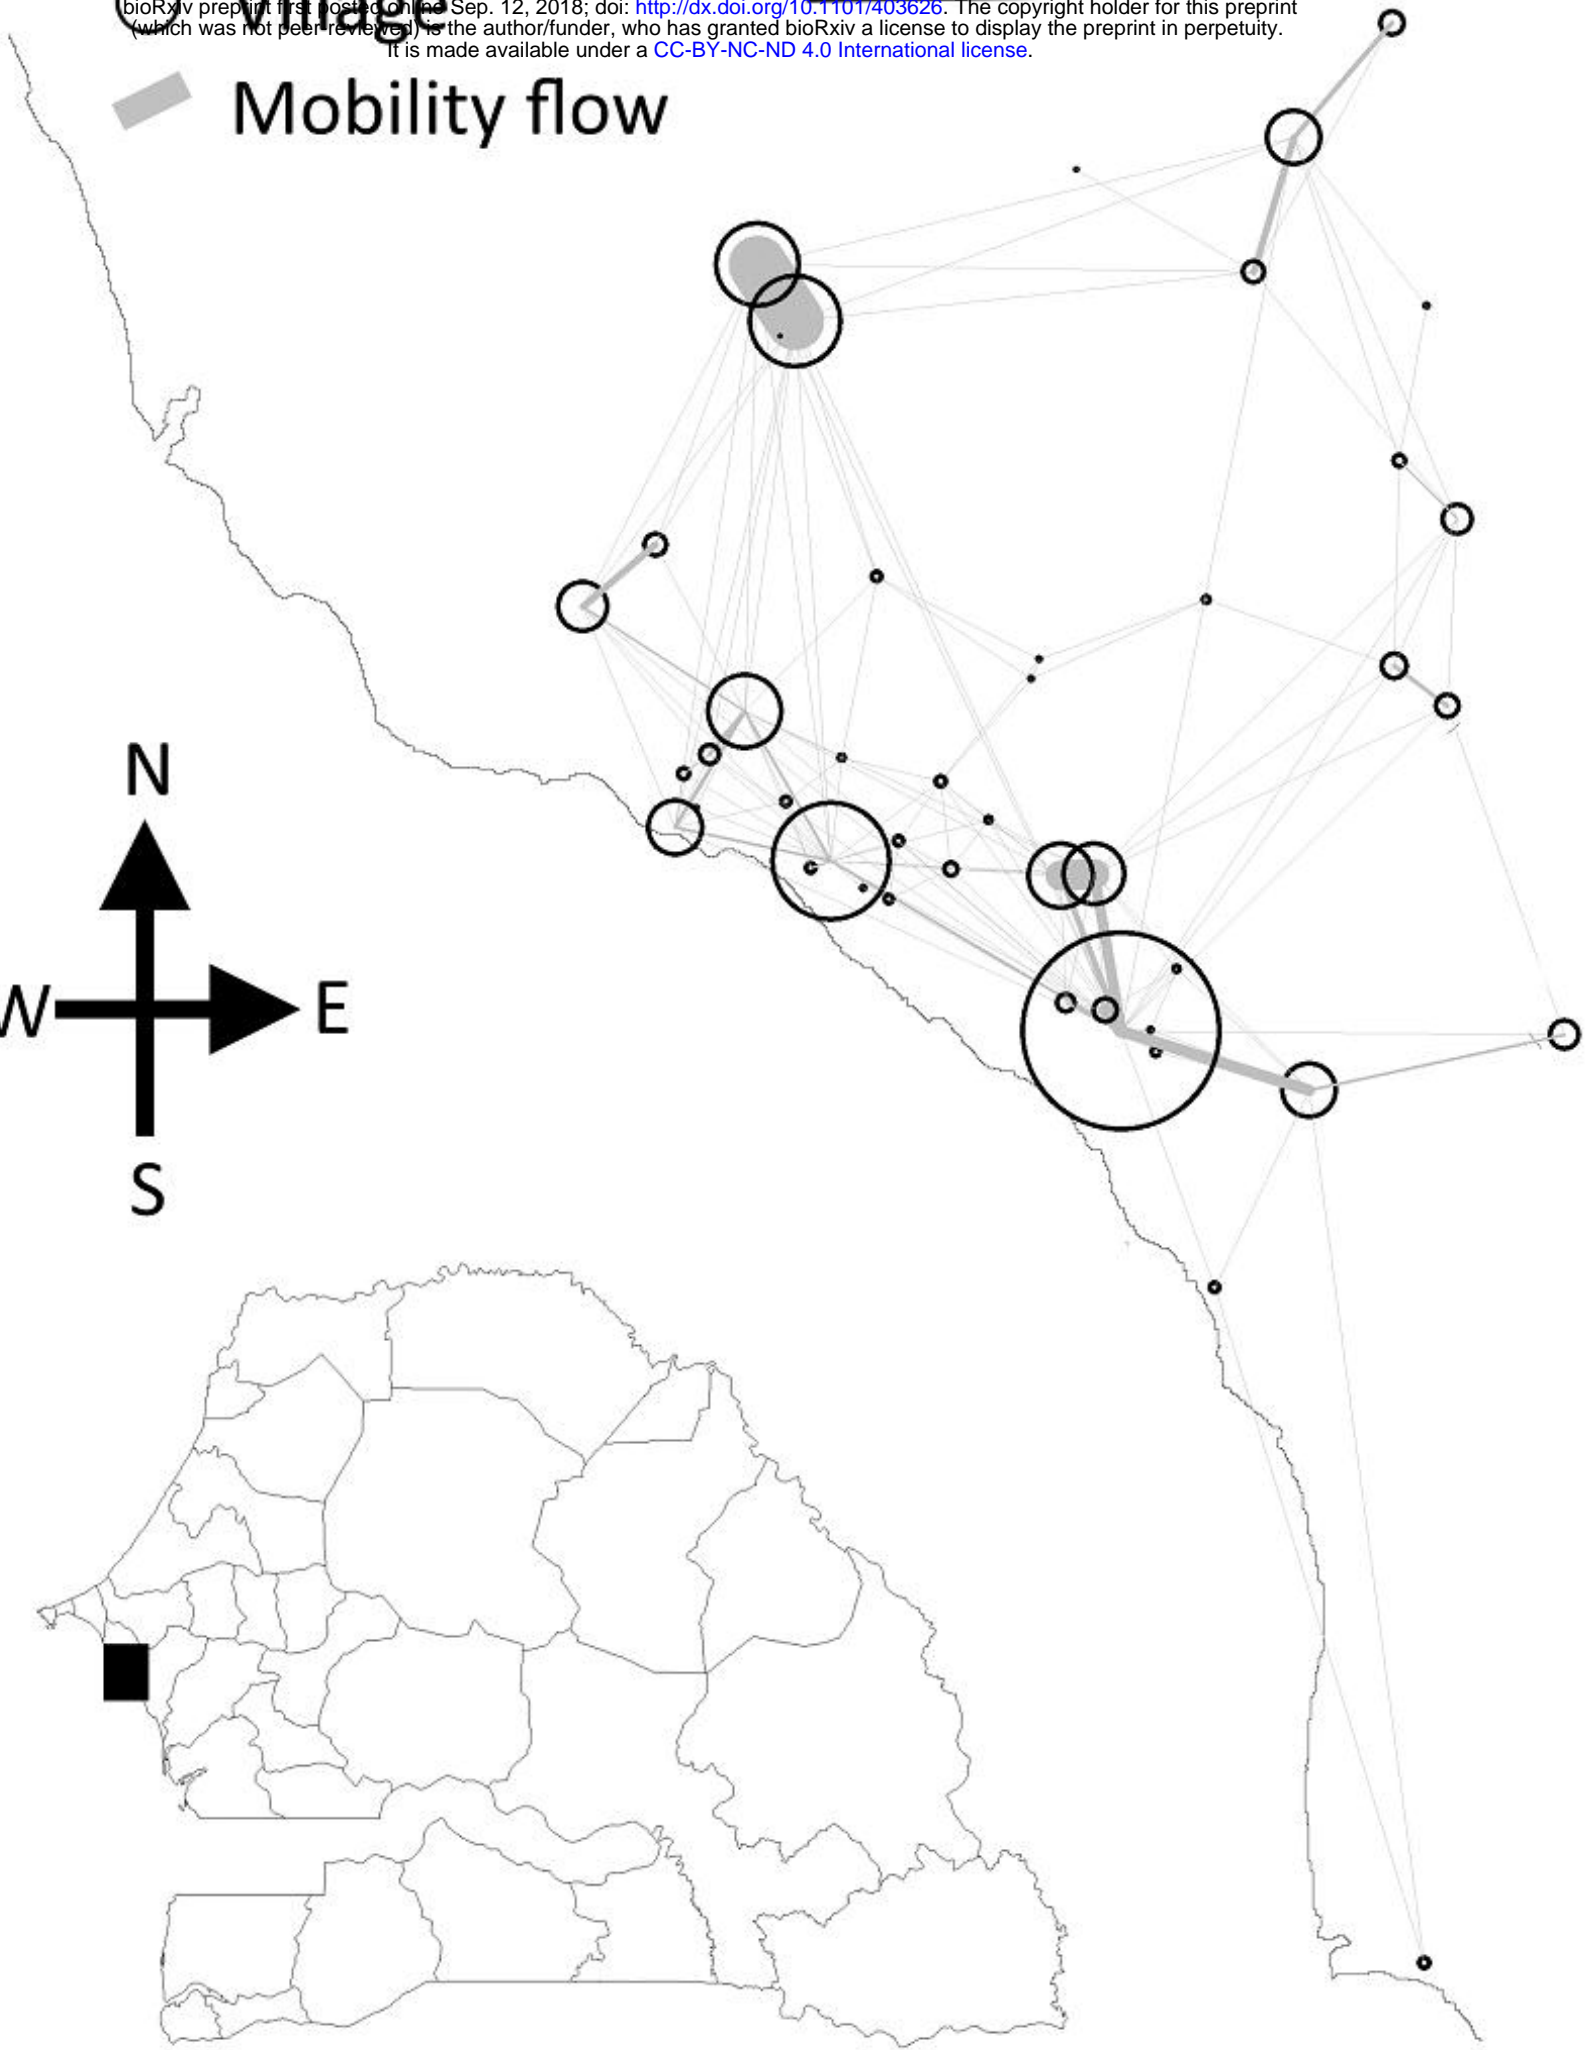 bioRxiv preprint first posted online Sep. 12, 2018; doi: http://dx.doi.org/10.1101/403626. The copyright holder for this preprint
(which was not peer-reviewed) is the author/funder, who has granted bioRxiv a license to display the preprint in perpetuity.
It is made available under a CC-BY-NC-ND 4.0 International license.
Village
Mobility flow
N
W
E
S